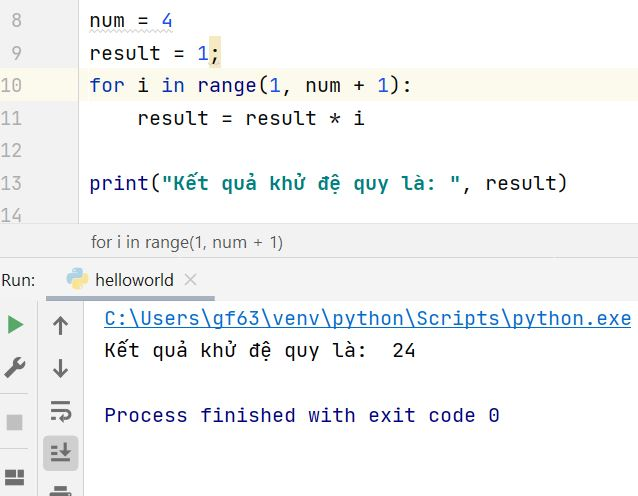 8 num = 4
9 result = 1;
10 for i in range(1, num + 1):
11 result = result * i
12
13 print("Kết quả khử đệ quy là: ", result)
14
for i in range(1, num + 1)
Run: helloworld
C:\Users\gf63\venv\python\Scripts\python.exe
Kết quả khử đệ quy là:  24
Process finished with exit code 0